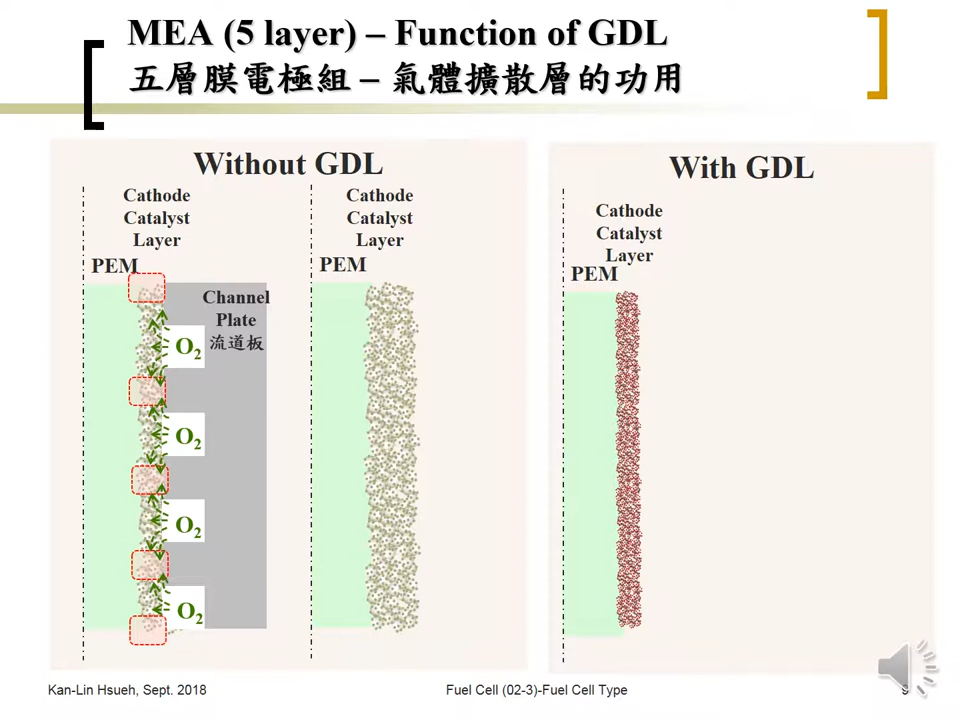 MEA (5 layer) – Function of GDL
五層膜電極組 – 氣體擴散層的功用
Without GDL
Cathode
Catalyst
Layer
PEM
Channel
Plate
流道板
O2
O2
O2
O2
Cathode
Catalyst
Layer
PEM
With GDL
Cathode
Catalyst
Layer
PEM
Kan-Lin Hsueh, Sept. 2018
Fuel Cell (02-3)-Fuel Cell Type
9